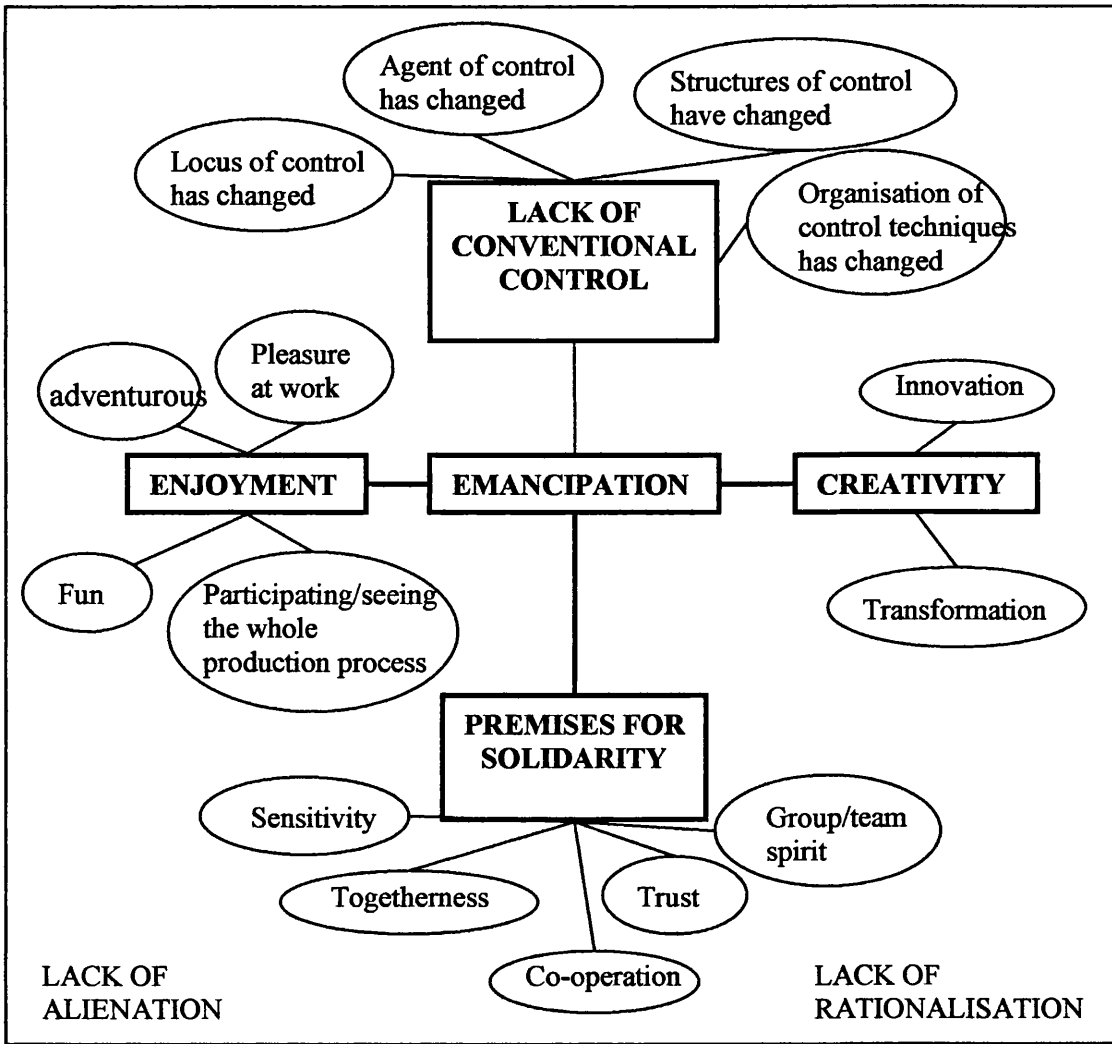 Agent of control
has changed
Structures of control
have changed
Locus of control
has changed
LACK OF
CONVENTIONAL
CONTROL
Organisation of
control techniques
has changed
adventurous
Pleasure
at work
Innovation
ENJOYMENT
EMANCIPATION
CREATIVITY
Fun
Participating/seeing
the whole
production process
Transformation
PREMISES FOR
SOLIDARITY
Sensitivity
Group/team
spirit
Togetherness
Trust
Co-operation
LACK OF
ALIENATION
LACK OF
RATIONALISATION